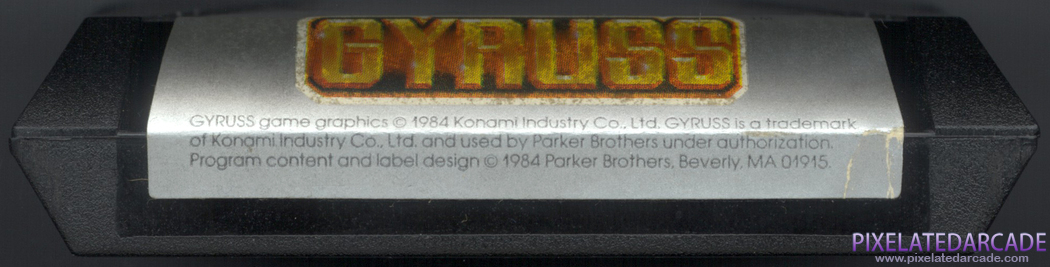 GYRUSS
GYRUSS game graphics © 1984 Konami Industry Co., Ltd. GYRUSS is a trademark
of Konami Industry Co., Ltd. and used by Parker Brothers under authorization.
Program content and label design © 1984 Parker Brothers, Beverly, MA 01915.
PIXELATEDARCADE
www.pixelatedarcade.com